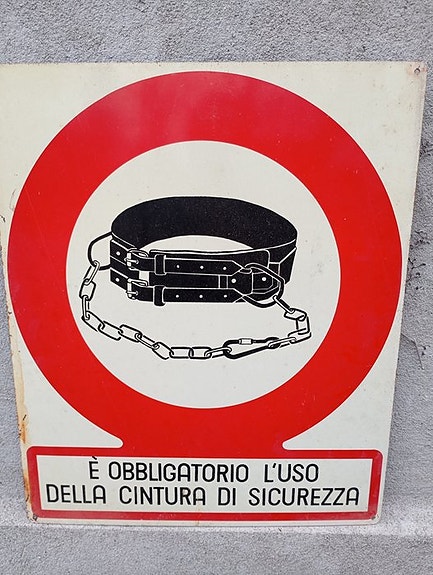 È OBBLIGATORIO L'USO
DELLA CINTURA DI SICUREZZA